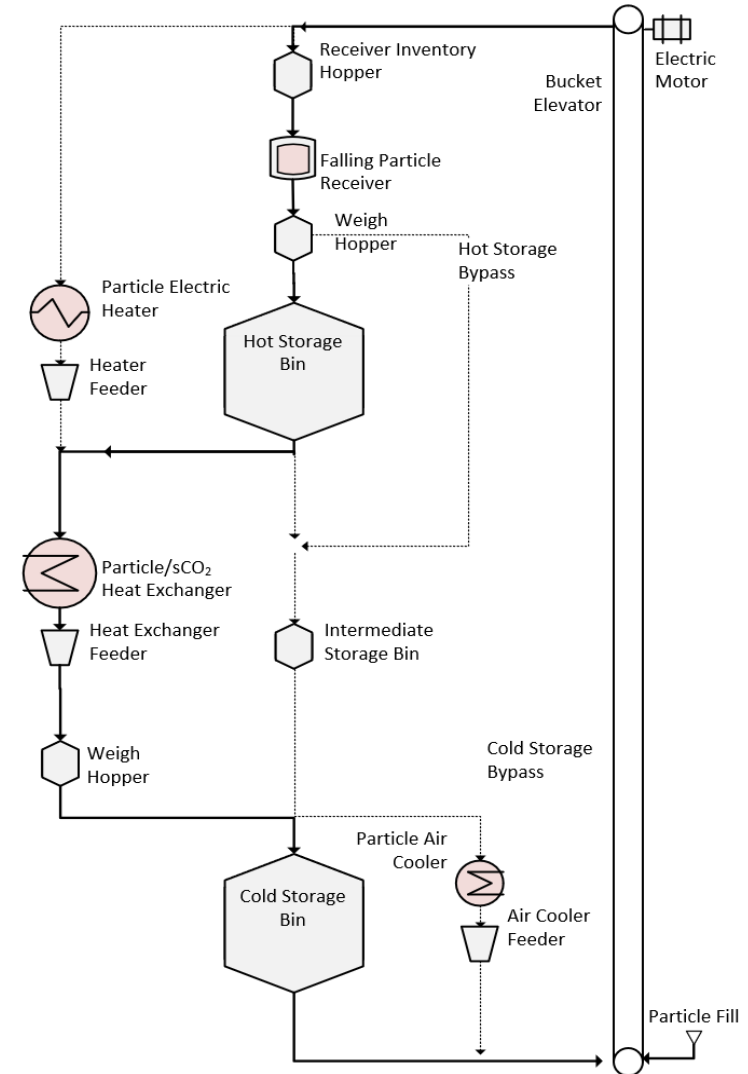 Receiver Inventory
Hopper
Electric
Motor
Bucket
Elevator
Falling Particle
Receiver
Weigh
Hopper
Hot Storage
Bypass
Particle Electric
Heater
Hot Storage
Bin
Heater
Feeder
Particle/sCO₂
Heat Exchanger
Heat Exchanger
Feeder
Intermediate
Storage Bin
Weigh
Hopper
Cold Storage
Bypass
Particle Air
Cooler
Cold Storage
Bin
Air Cooler
Feeder
Particle Fill